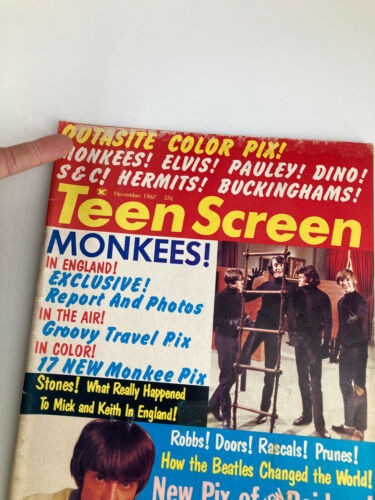 OUTASITE COLOR PIX!
MONKEES! ELVIS! PAULEY! DINO!
S&C! HERMITS! BUCKINGHAMS!
November 1967 35c
Teen Screen
MONKEES!
IN ENGLAND!
EXCLUSIVE!
Report And Photos
IN THE AIR!
Groovy Travel Pix
IN COLOR!
17 NEW Monkee Pix
Stones! What Really Happened
To Mick and Keith In England!
Robbs! Doors! Rascals! Prunes!
How the Beatles Changed the World!
New Pix of